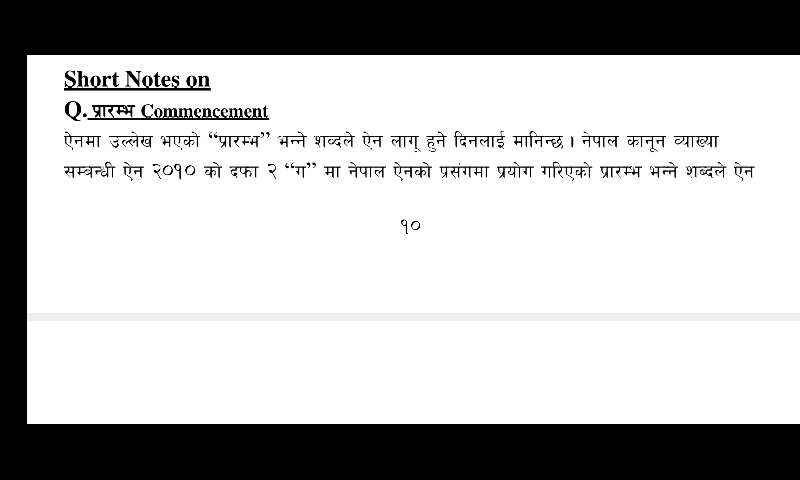 Short Notes on
Q. प्रारम्भ Commencement
ऐनमा उल्लेख भएको “प्रारम्भ” भन्ने शब्दले ऐन लागू हुने दिनलाई मानिन्छ । नेपाल कानून व्याख्या
सम्बन्धी ऐन २०१० को दफा २ “ग” मा नेपाल ऐनको प्रसंगमा प्रयोग गरिएको प्रारम्भ भन्ने शब्दले ऐन
१०